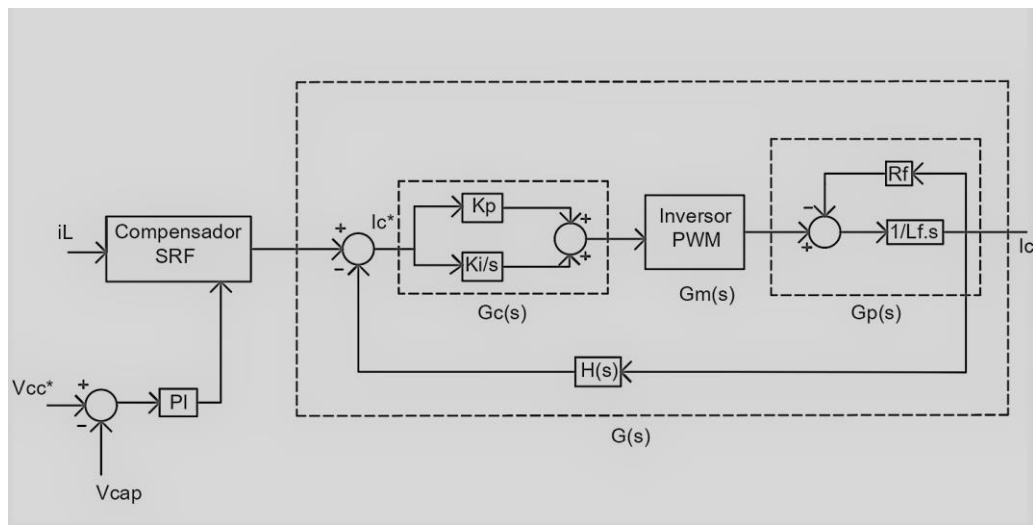 iL
Compensador
SRF
Vcc*
+
−
PI
Vcap
+
−
Ic*
Kp
Ki/s
+
+
Gc(s)
Inversor
PWM
Gm(s)
Rf
−
+
1/Lf.s
Ic
Gp(s)
H(s)
G(s)